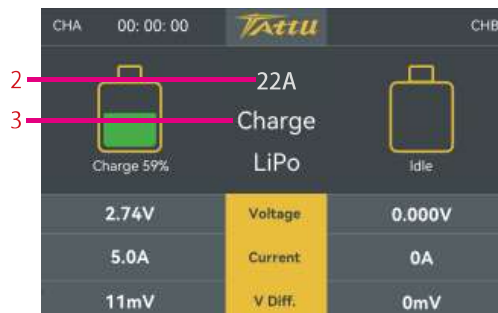 CHA 00: 00: 00 TATTU CHB
2 22A
3 Charge
Charge 59% LiPo Idle
2.74V Voltage 0.000V
5.0A Current 0A
11mV V Diff. 0mV